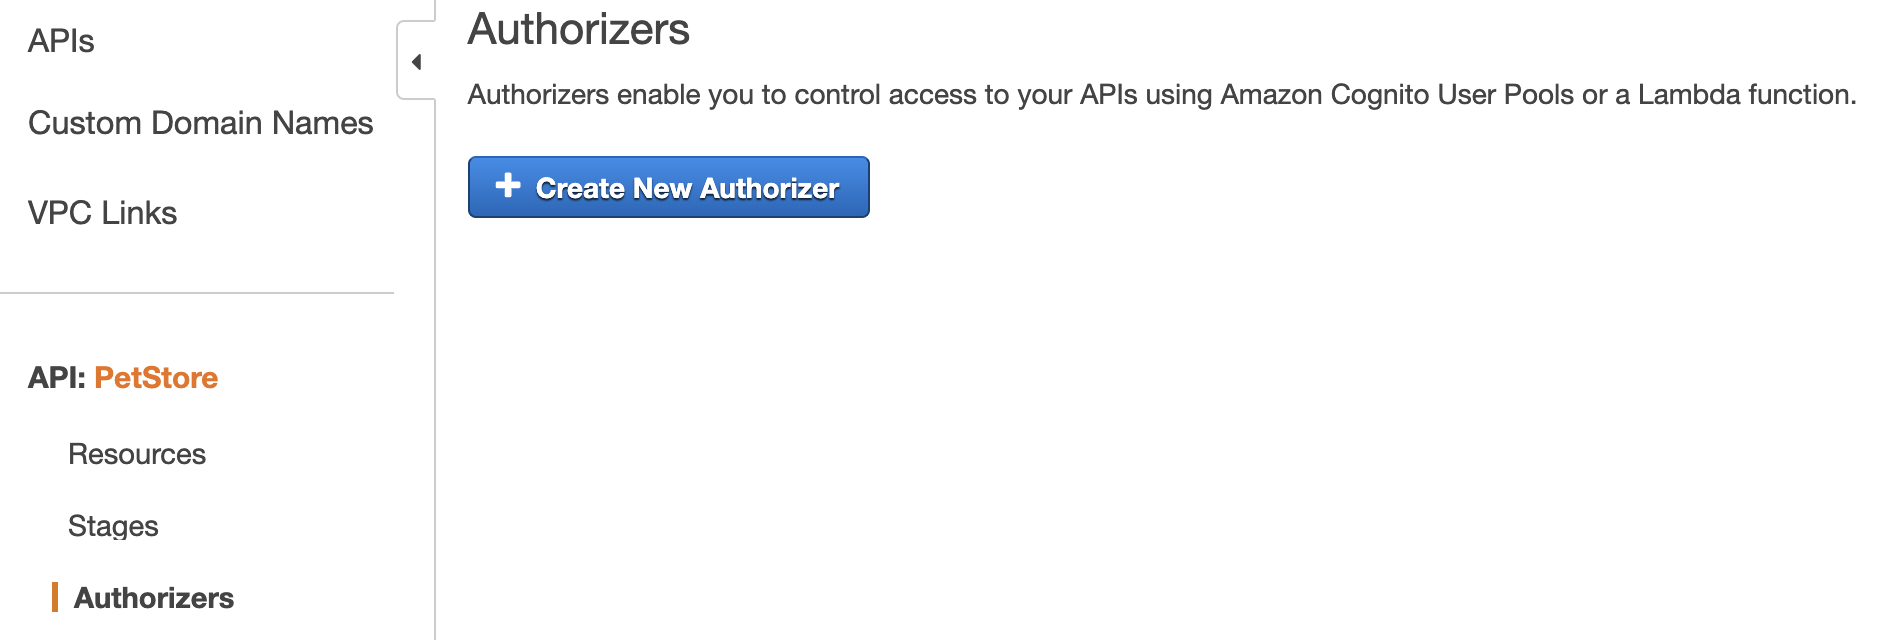 APIs
Custom Domain Names
VPC Links
API: PetStore
Resources
Stages
Authorizers
Authorizers
Authorizers enable you to control access to your APIs using Amazon Cognito User Pools or a Lambda function.
Create New Authorizer